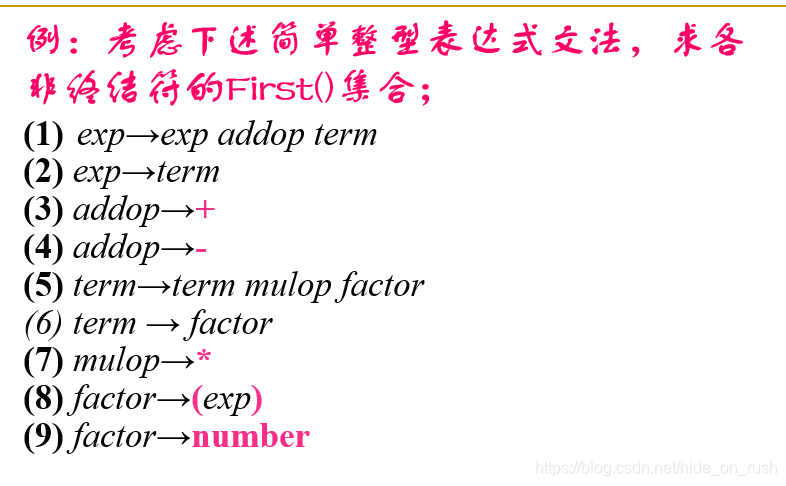 例：考虑下述简单整型表达式文法，求各
非终结符的First()集合；
(1) exp→exp addop term
(2) exp→term
(3) addop→+
(4) addop→-
(5) term→term mulop factor
(6) term → factor
(7) mulop→*
(8) factor→(exp)
(9) factor→number
https://blog.csdn.net/hide_on_rush